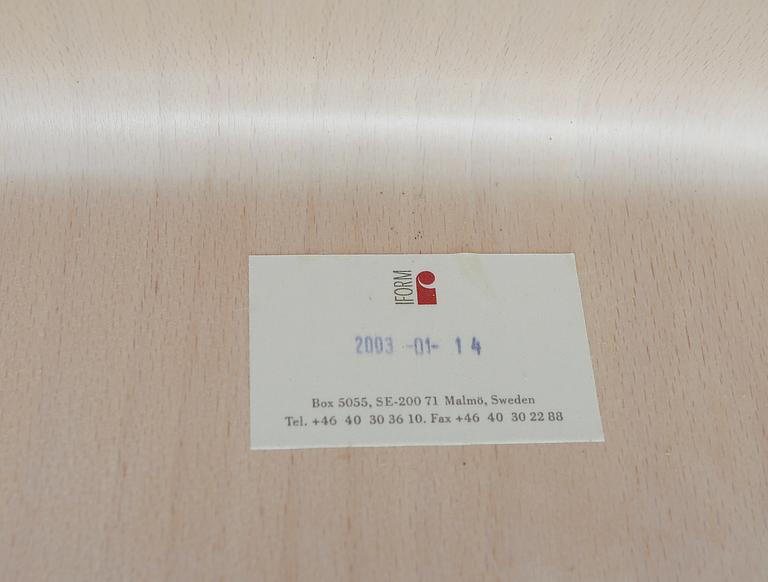 IFORM
2003 -01- 14
Box 5055, SE-200 71 Malmö, Sweden
Tel. +46 40 30 36 10. Fax +46 40 30 22 88